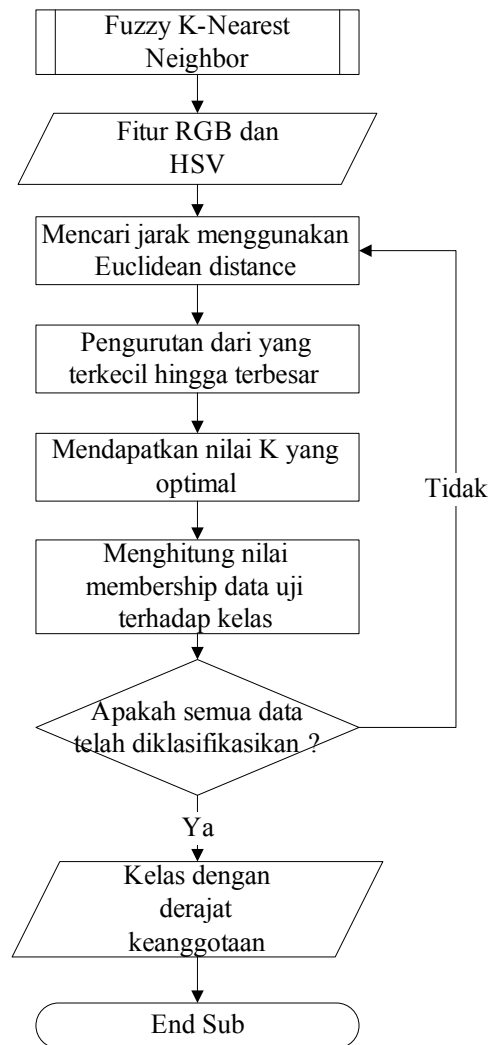 Fuzzy K-Nearest
Neighbor
Fitur RGB dan
HSV
Mencari jarak menggunakan
Euclidean distance
Pengurutan dari yang
terkecil hingga terbesar
Mendapatkan nilai K yang
optimal
Tidak
Menghitung nilai
membership data uji
terhadap kelas
Apakah semua data
telah diklasifikasikan ?
Ya
Kelas dengan
derajat
keanggotaan
End Sub